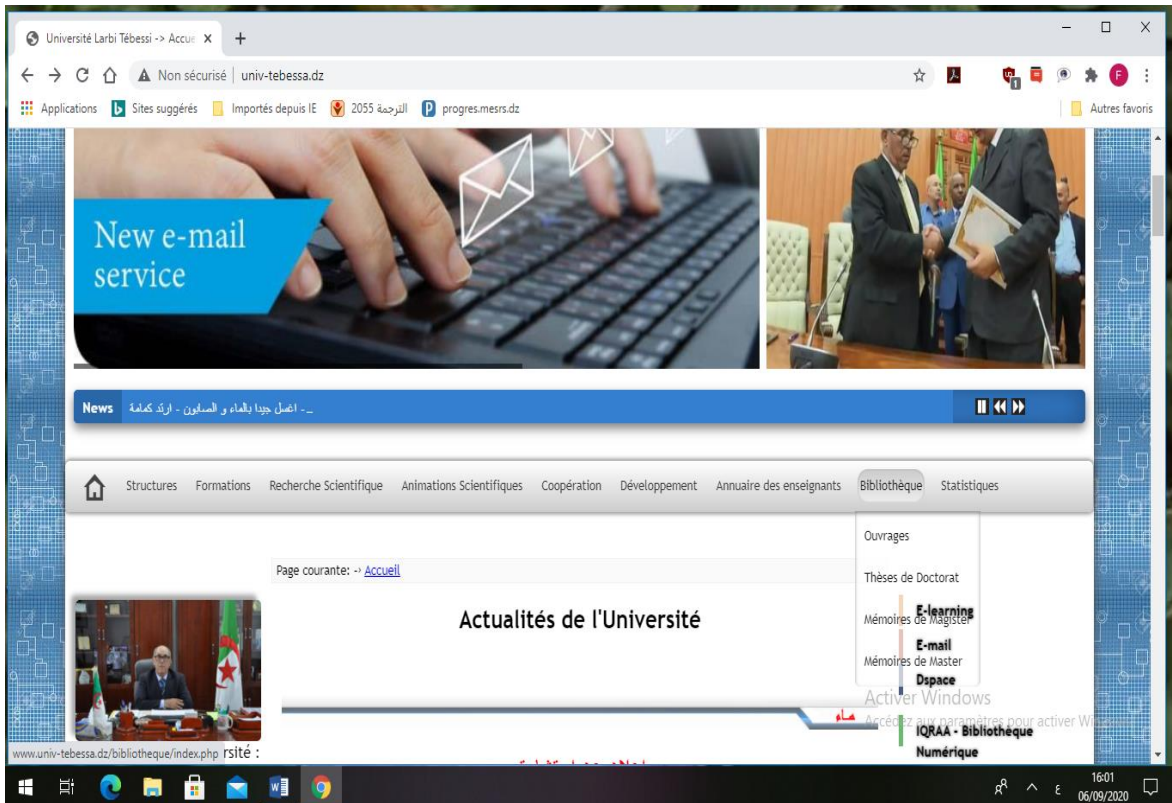 Université Larbi Tébessi -> Accue
Non sécurisé | univ-tebessa.dz
F
1
Applications
Sites suggérés
Importés depuis IE
الترجمة 2055
progres.mesrs.dz
Autres favoris
New e-mail
service
News
_ - اغسل جيدا بالماء و الصابون - ارتد كمامة
Structures
Formations
Recherche Scientifique
Animations Scientifiques
Coopération
Développement
Annuaire des enseignants
Bibliothèque
Statistiques
Ouvrages
Thèses de Doctorat
Mémoires de Magister
Mémoires de Master
Page courante: -> Accueil
Actualités de l'Université
E-learning
E-mail
Dspace
IQRAA - Bibliothèque
Numérique
Activer Windows
Accédez aux paramètres pour activer
www.univ-tebessa.dz/bibliotheque/index.php
rsité :
16:01
06/09/2020